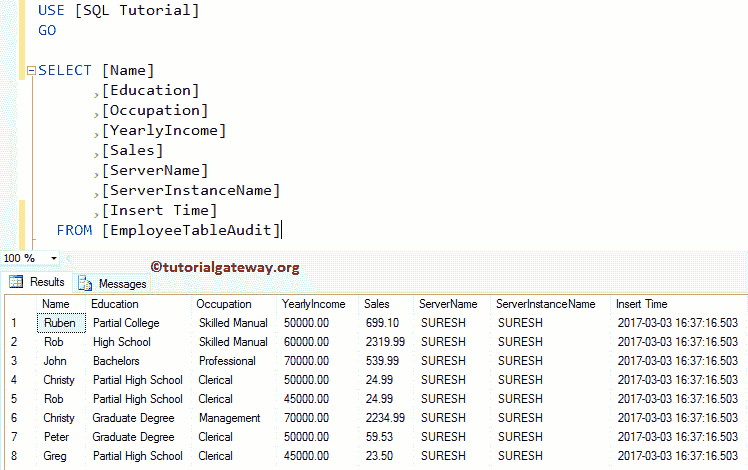 USE [SQL Tutorial]
GO
SELECT [Name]
,[Education]
,[Occupation]
,[YearlyIncome]
,[Sales]
,[ServerName]
,[ServerInstanceName]
,[Insert Time]
FROM [EmployeeTableAudit]
100 %
©tutorialgateway.org
Results Messages
Name Education Occupation YearlyIncome Sales ServerName ServerInstanceName Insert Time
1 Ruben Partial College Skilled Manual 50000.00 699.10 SURESH SURESH 2017-03-03 16:37:16.503
2 Rob High School Skilled Manual 60000.00 2319.99 SURESH SURESH 2017-03-03 16:37:16.503
3 John Bachelors Professional 70000.00 539.99 SURESH SURESH 2017-03-03 16:37:16.503
4 Christy Partial High School Clerical 50000.00 24.99 SURESH SURESH 2017-03-03 16:37:16.503
5 Rob Partial High School Clerical 45000.00 24.99 SURESH SURESH 2017-03-03 16:37:16.503
6 Christy Graduate Degree Management 70000.00 2234.99 SURESH SURESH 2017-03-03 16:37:16.503
7 Peter Graduate Degree Clerical 50000.00 59.53 SURESH SURESH 2017-03-03 16:37:16.503
8 Greg Partial High School Clerical 45000.00 23.50 SURESH SURESH 2017-03-03 16:37:16.503